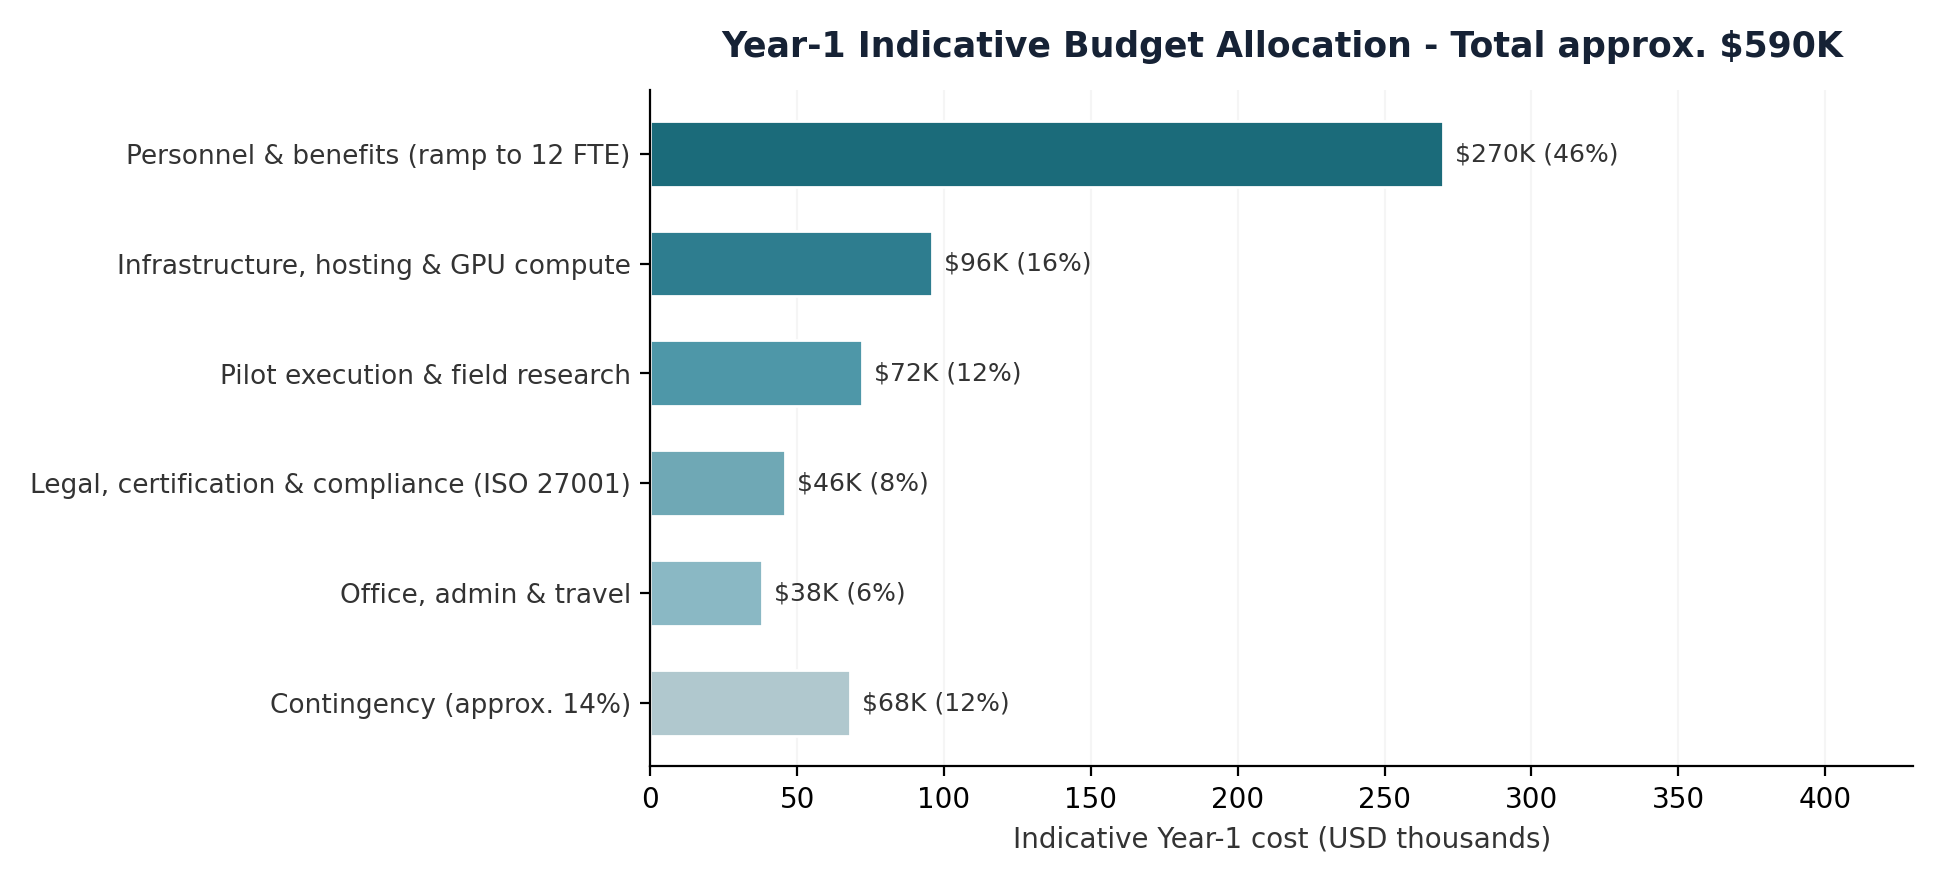 Year-1 Indicative Budget Allocation - Total approx. $590K
Personnel & benefits (ramp to 12 FTE) $270K (46%)
Infrastructure, hosting & GPU compute $96K (16%)
Pilot execution & field research $72K (12%)
Legal, certification & compliance (ISO 27001) $46K (8%)
Office, admin & travel $38K (6%)
Contingency (approx. 14%) $68K (12%)
0 50 100 150 200 250 300 350 400
Indicative Year-1 cost (USD thousands)